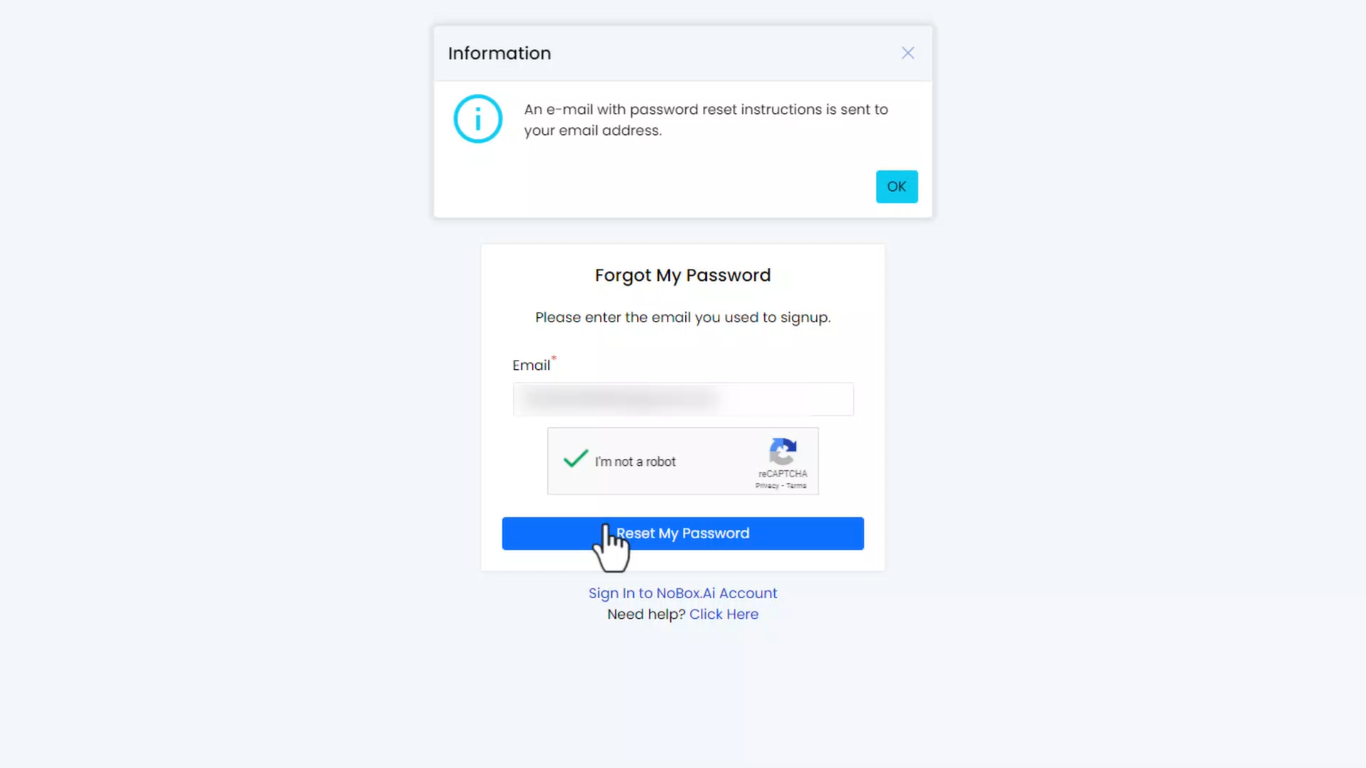 Information
An e-mail with password reset instructions is sent to
your email address.
OK
Forgot My Password
Please enter the email you used to signup.
Email*
I'm not a robot
reCAPTCHA
Privacy - Terms
Reset My Password
Sign In to NoBox.Ai Account
Need help? Click Here